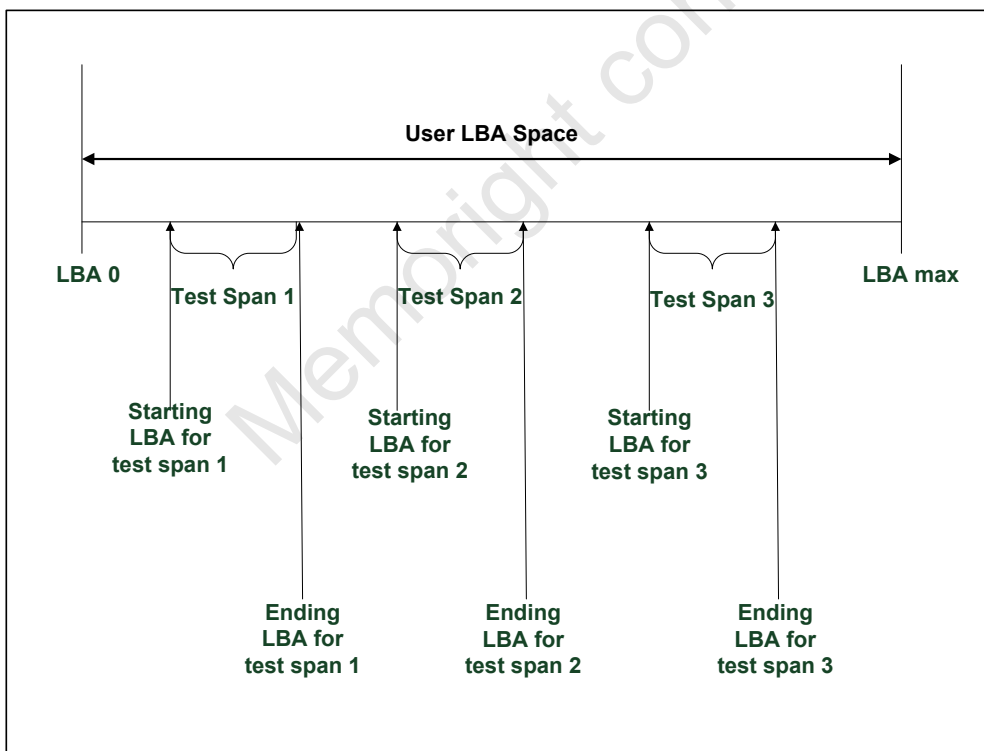 User LBA Space
LBA 0
LBA max
Test Span 1
Test Span 2
Test Span 3
Starting
LBA for
test span 1
Starting
LBA for
test span 2
Starting
LBA for
test span 3
Ending
LBA for
test span 1
Ending
LBA for
test span 2
Ending
LBA for
test span 3
Memoright